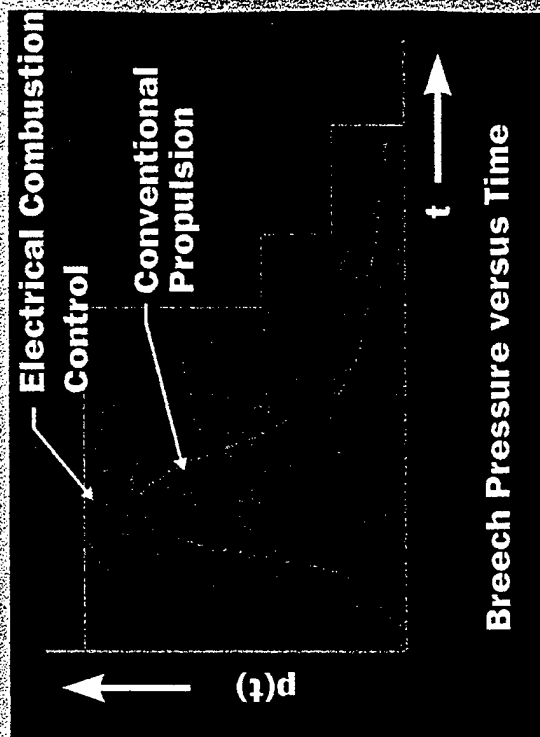 Electrical Combustion
Control
Conventional
Propulsion
p(t)
t
Breech Pressure versus Time